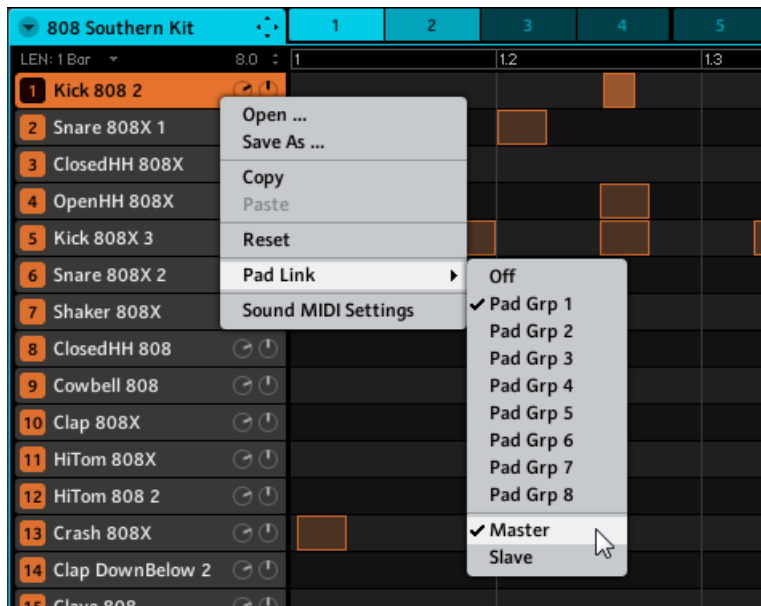 808 Southern Kit
1 2 3 4 5
LEN: 1 Bar 8.0 1 1.2 1.3
1 Kick 808 2
2 Snare 808X 1
3 ClosedHH 808X
4 OpenHH 808X
5 Kick 808X 3
6 Snare 808X 2
7 Shaker 808X
8 ClosedHH 808
9 Cowbell 808
10 Clap 808X
11 HiTom 808X
12 HiTom 808 2
13 Crash 808X
14 Clap DownBelow 2
15 Clave 808
Open ...
Save As ...
Copy
Paste
Reset
Pad Link
Sound MIDI Settings
Off
Pad Grp 1
Pad Grp 2
Pad Grp 3
Pad Grp 4
Pad Grp 5
Pad Grp 6
Pad Grp 7
Pad Grp 8
Master
Slave